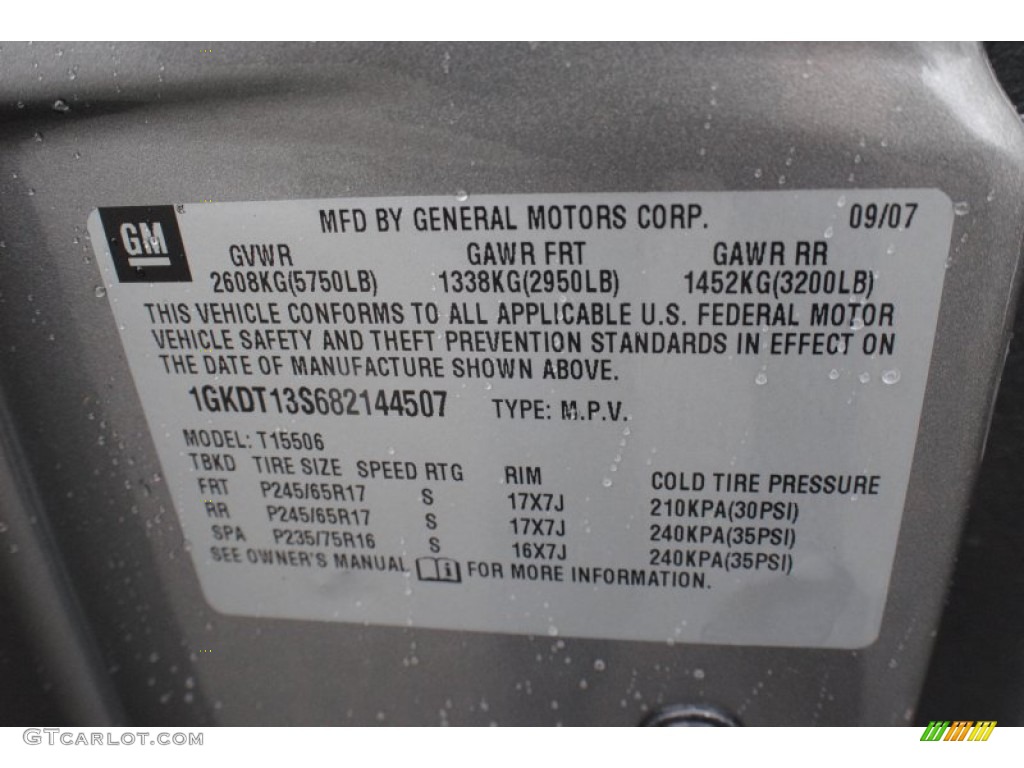 GM MFD BY GENERAL MOTORS CORP. 09/07
GVWR GAWR FRT GAWR RR
2608KG(5750LB) 1338KG(2950LB) 1452KG(3200LB)
THIS VEHICLE CONFORMS TO ALL APPLICABLE U.S. FEDERAL MOTOR
VEHICLE SAFETY AND THEFT PREVENTION STANDARDS IN EFFECT ON
THE DATE OF MANUFACTURE SHOWN ABOVE.
1GKDT13S682144507 TYPE: M.P.V.
MODEL: T15506
TBKD TIRE SIZE SPEED RTG RIM COLD TIRE PRESSURE
FRT P245/65R17 S 17X7J 210KPA(30PSI)
RR P245/65R17 S 17X7J 240KPA(35PSI)
SPA P235/75R16 S 16X7J 240KPA(35PSI)
SEE OWNER'S MANUAL FOR MORE INFORMATION.
GTCarLot.com